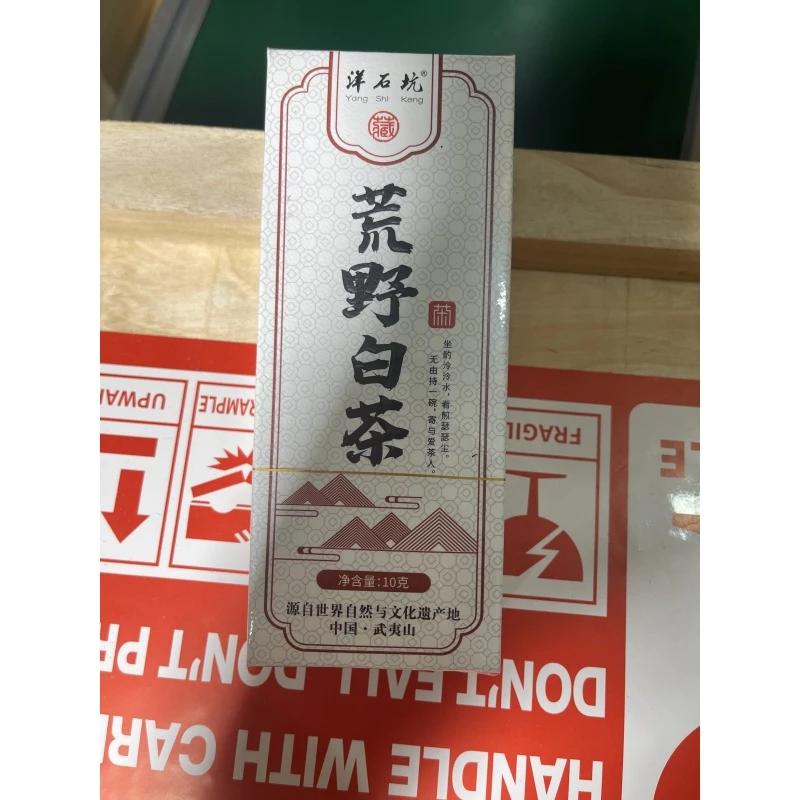 洋石坑®
Yang Shi Keng
藏
荒野白茶
茶
坐酌泠泠水，看煎瑟瑟尘。
无由持一碗，寄与爱茶人。
净含量：10克
源自世界自然与文化遗产地
中国·武夷山
FRAGIL
RAMPLE
UPWA
E
DON'T FALL DON'T PR
HANDLE WITH CAR